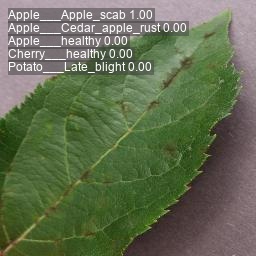 Apple___Apple_scab 1.00
Apple___Cedar_apple_rust 0.00
Apple___healthy 0.00
Cherry___healthy 0.00
Potato___Late_blight 0.00